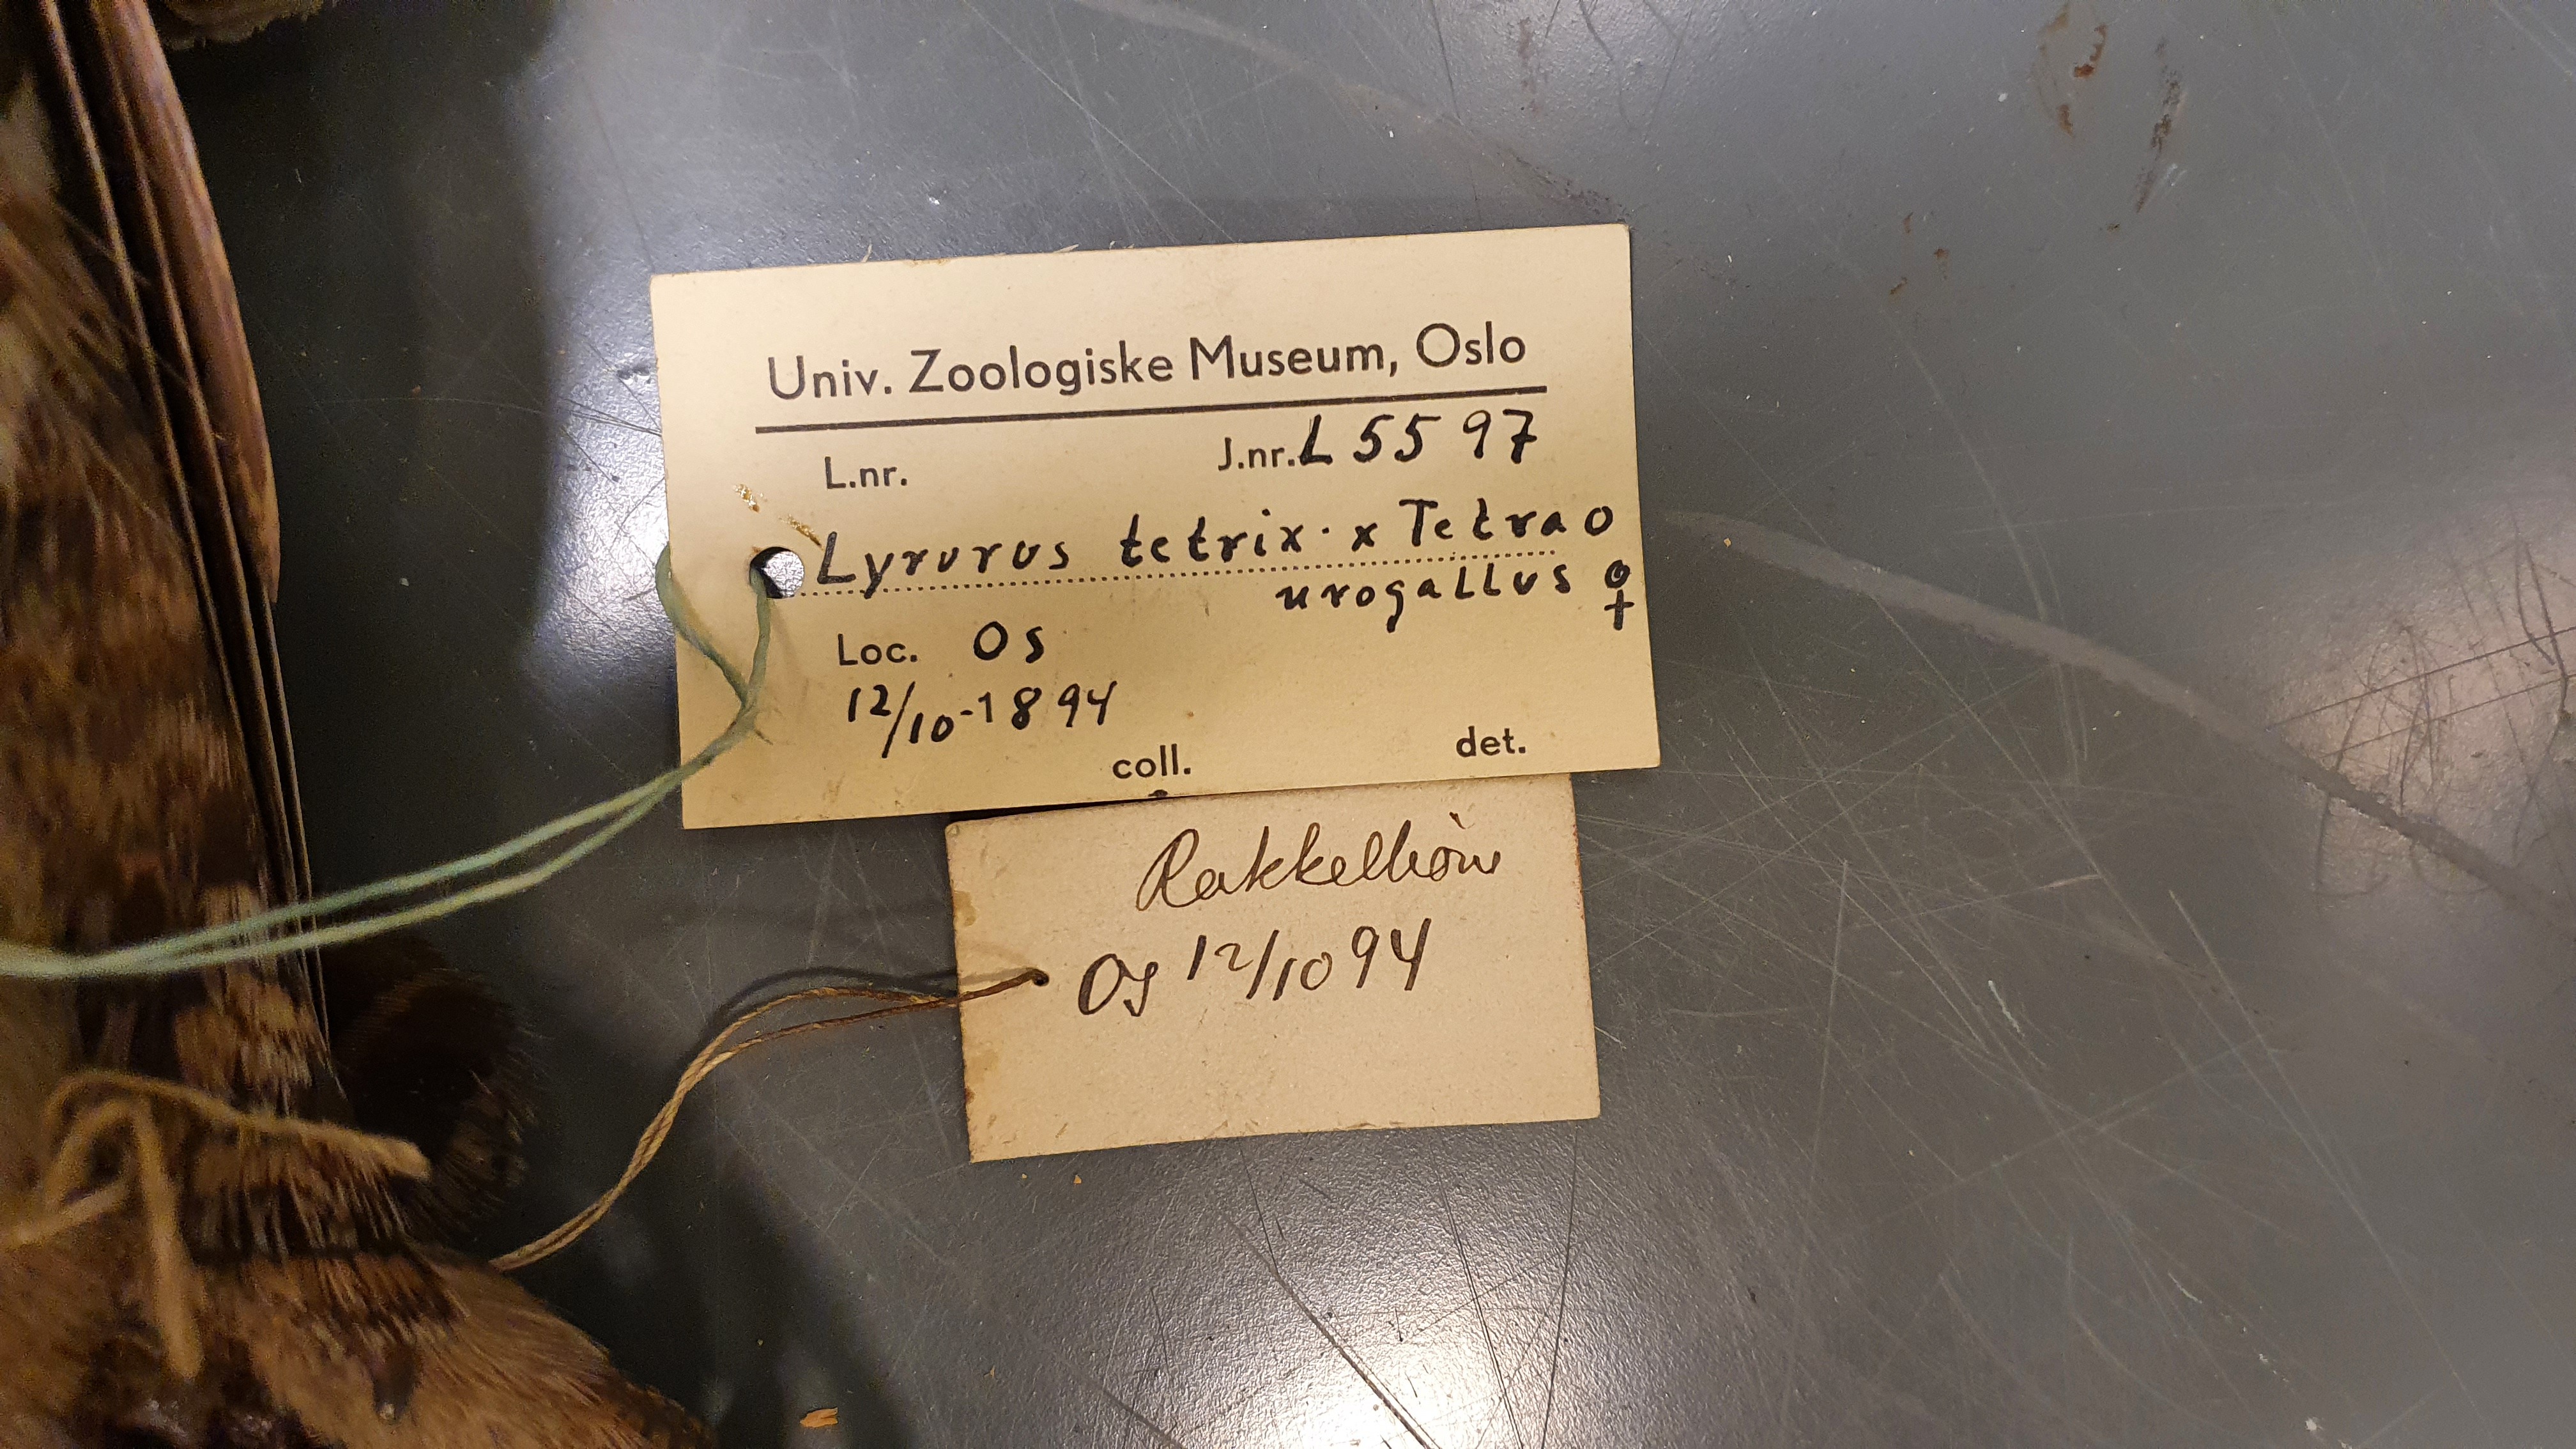 Univ. Zoologiske Museum, Oslo
L.nr. J.nr. L 5597
Lyrurus tetrix x Tetrao
urogallus ♀
Loc. Os
12/10-1894
coll. det.
Rakkelhöne
Os 12/10 94